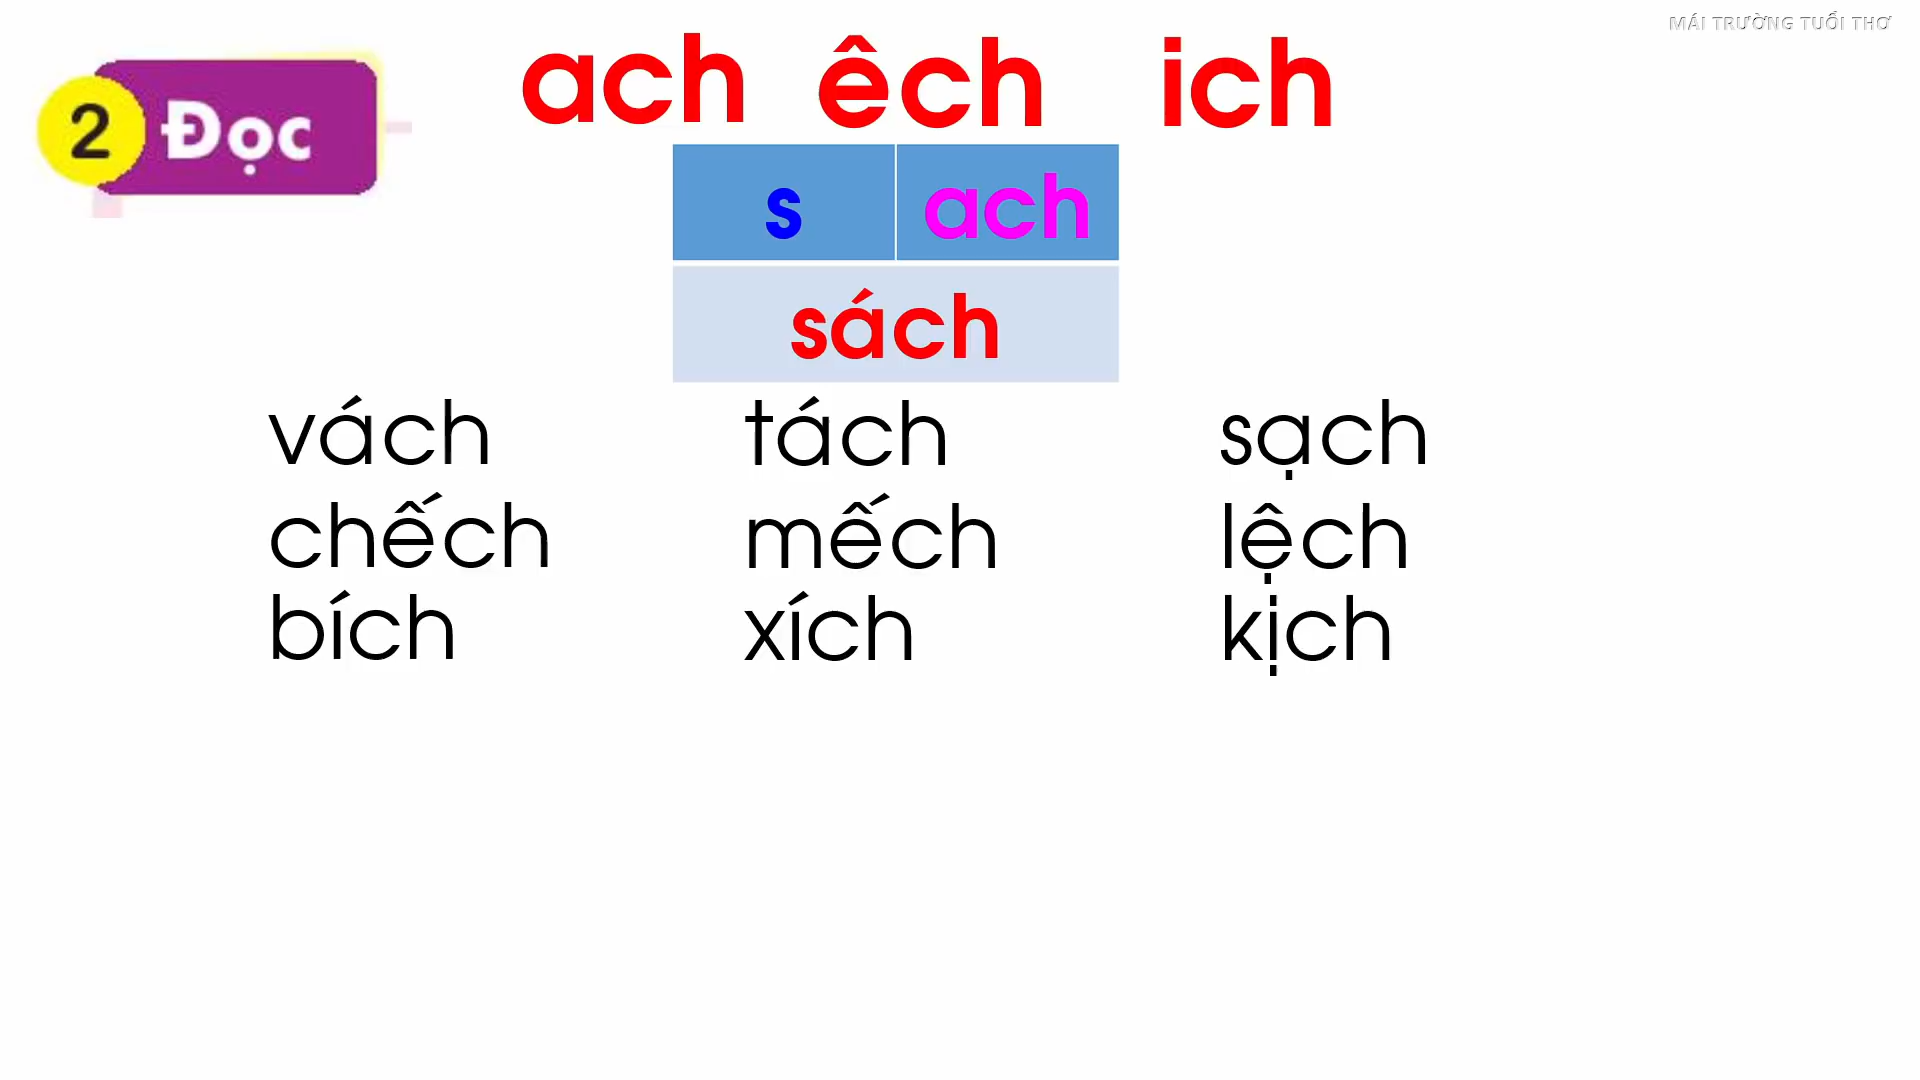 MÁI TRƯỜNG TUỔI THƠ
ach êch ich
2 Đọc
s ach
sách
vách tách sạch
chếch mếch lệch
bích xích kịch